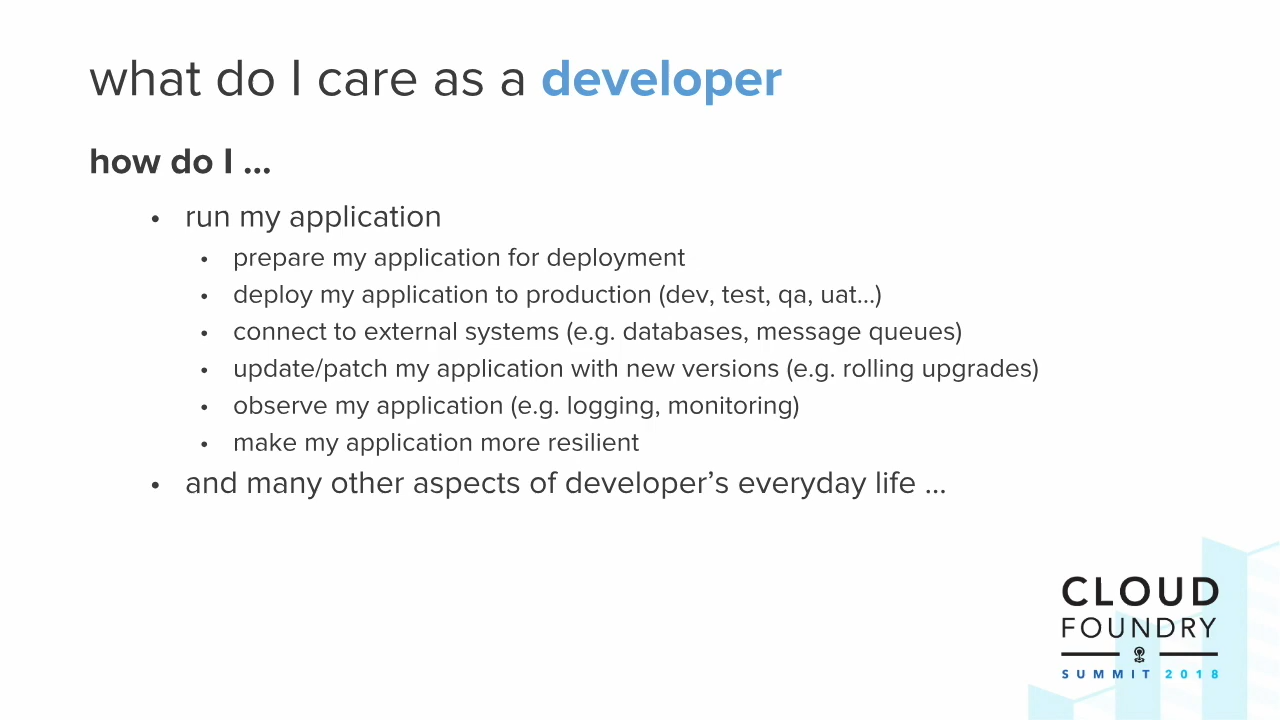 what do I care as a developer
how do I ...
• run my application
• prepare my application for deployment
• deploy my application to production (dev, test, qa, uat...)
• connect to external systems (e.g. databases, message queues)
• update/patch my application with new versions (e.g. rolling upgrades)
• observe my application (e.g. logging, monitoring)
• make my application more resilient
• and many other aspects of developer’s everyday life ...
CLOUD
FOUNDRY
SUMMIT 2018